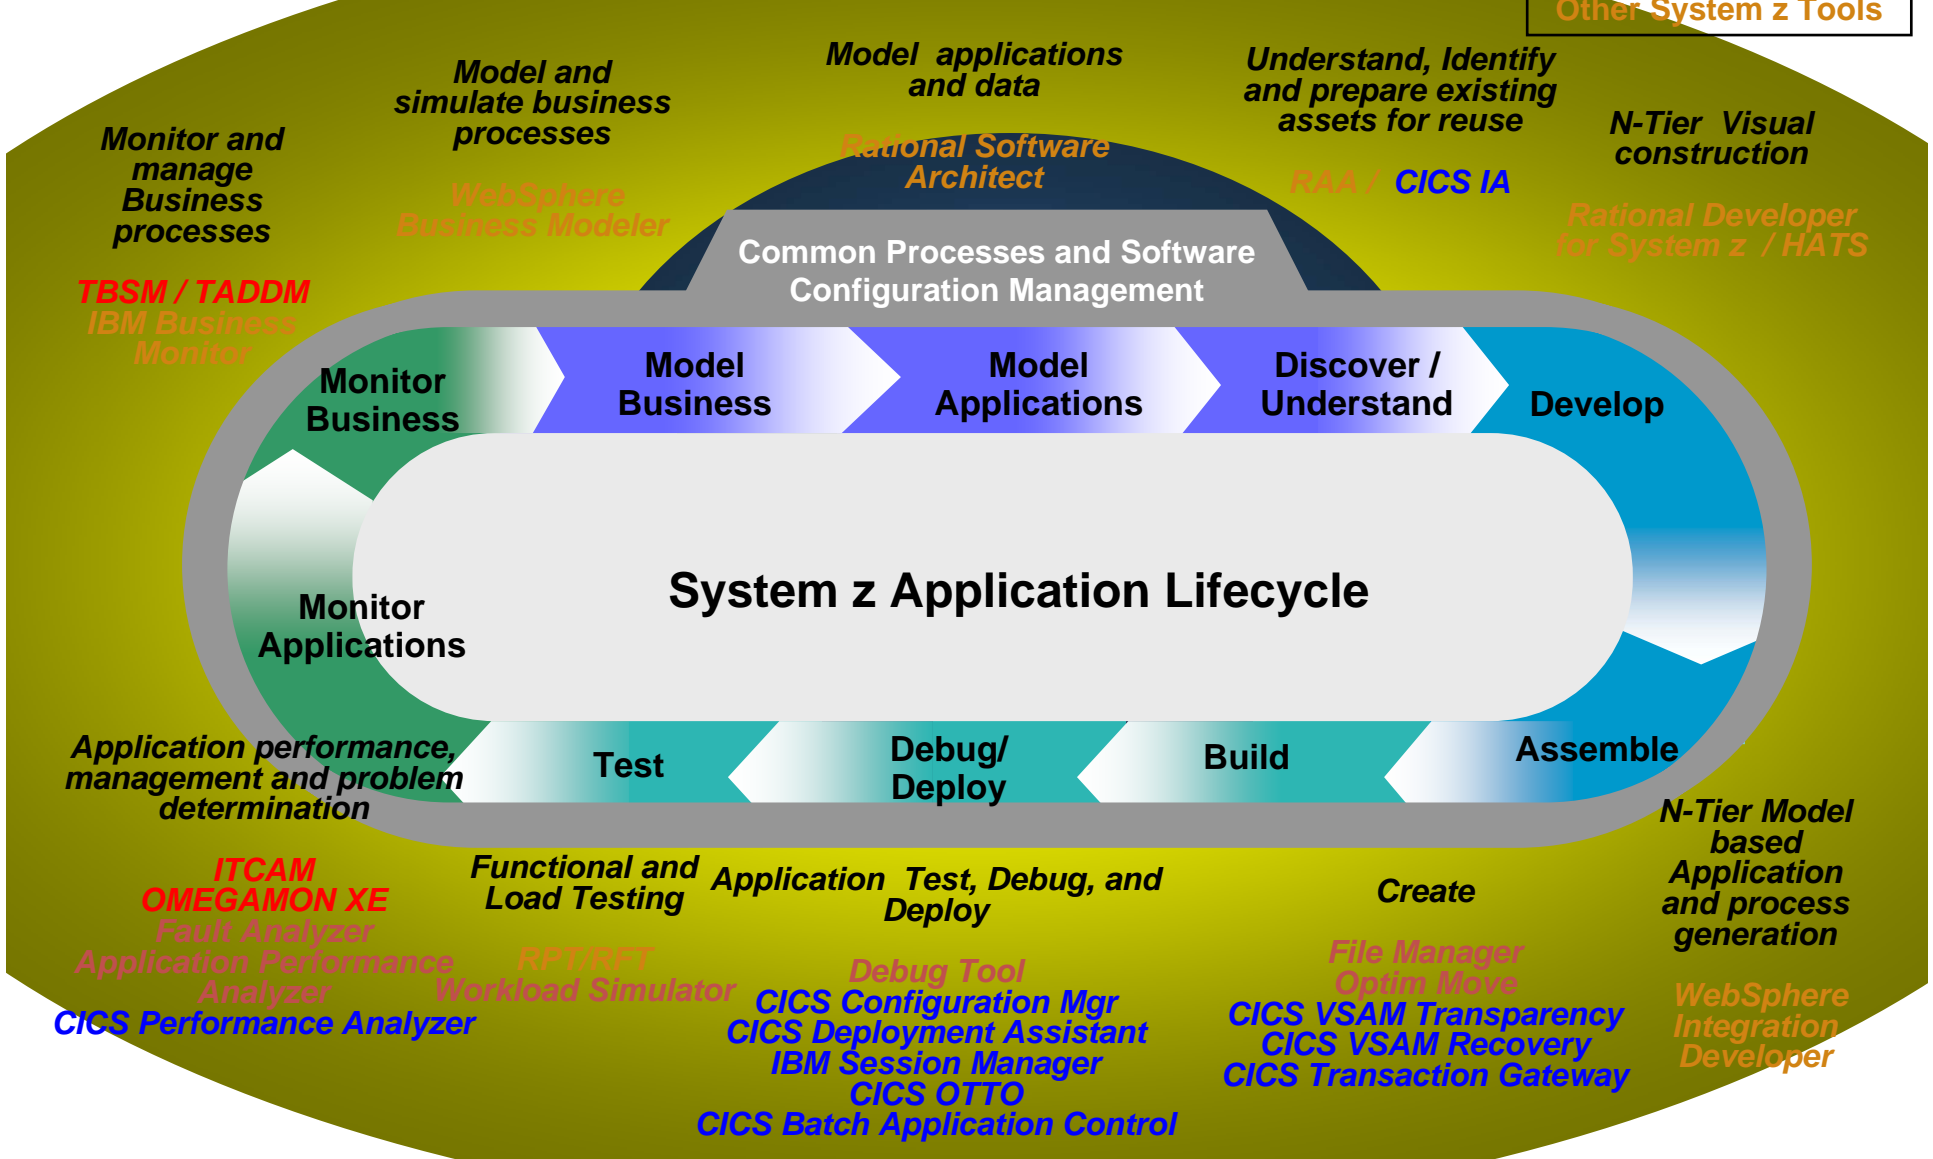 Other System z Tools
Model applications
and data
Understand, Identify
and prepare existing
assets for reuse
Model and
simulate business
processes
N-Tier Visual
construction
Monitor and
manage
Business
processes
Rational Software
Architect
RAA / CICS IA
WebSphere
Business Modeler
Rational Developer
for System z / HATS
TBSM / TADDM
IBM Business
Monitor
Common Processes and Software
Configuration Management
Monitor
Business
Model
Business
Model
Applications
Discover /
Understand
Develop
System z Application Lifecycle
Monitor
Applications
Test
Debug/
Deploy
Build
Assemble
Application performance,
management and problem
determination
ITCAM
OMEGAMON XE
Fault Analyzer
Application Performance
Analyzer
CICS Performance Analyzer
Functional and
Load Testing
RPT/RFT
Workload Simulator
Application Test, Debug, and
Deploy
Debug Tool
CICS Configuration Mgr
CICS Deployment Assistant
IBM Session Manager
CICS OTTO
CICS Batch Application Control
Create
File Manager
Optim Move
CICS VSAM Transparency
CICS VSAM Recovery
CICS Transaction Gateway
N-Tier Model
based
Application
and process
generation
WebSphere
Integration
Developer